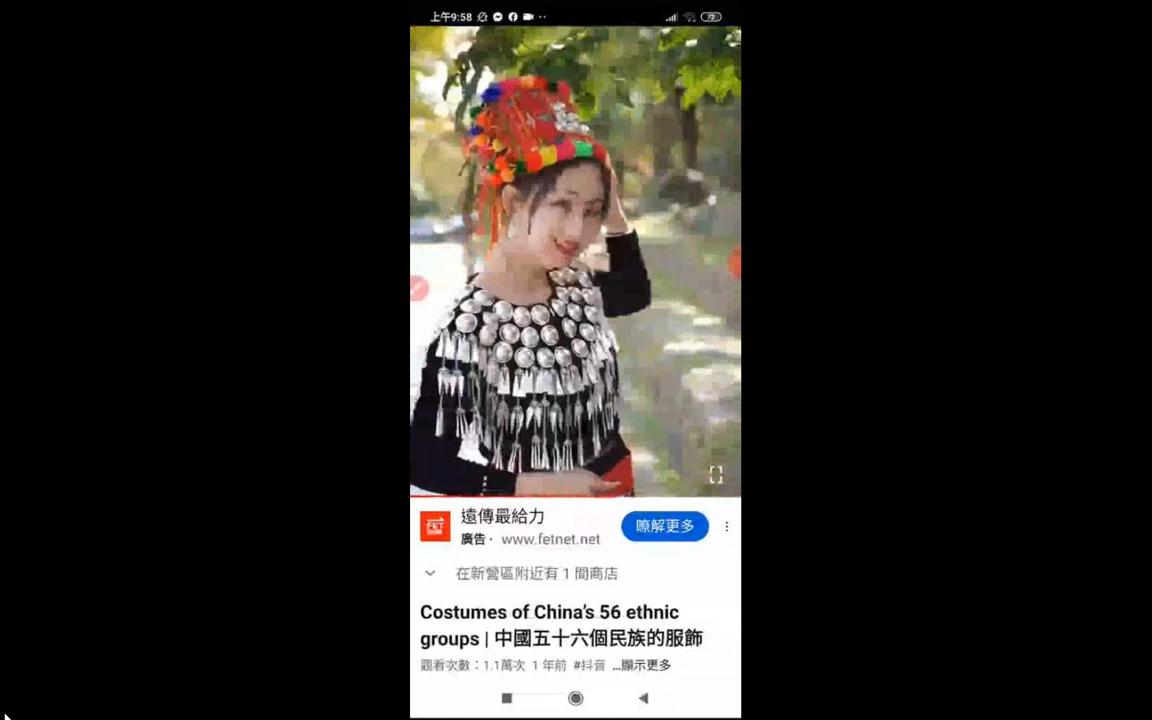 上午9:58
72
遠傳最給力
廣告· www.fetnet.net
瞭解更多
在新營區附近有 1 間商店
Costumes of China's 56 ethnic
groups | 中國五十六個民族的服飾
觀看次數：1.1萬次 1 年前 #抖音 ...顯示更多